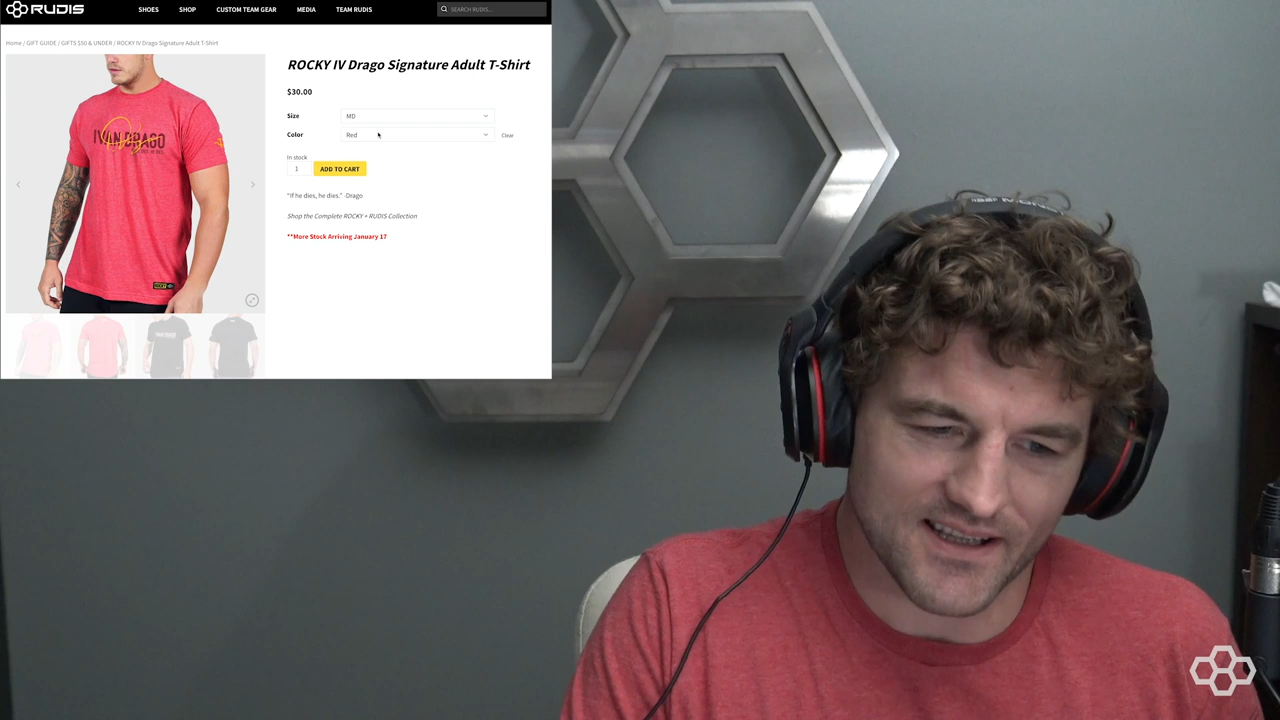 RUDIS
SHOES
SHOP
CUSTOM TEAM GEAR
MEDIA
TEAM RUDIS
SEARCH RUDIS...
Home / GIFT GUIDE / GIFTS $50 & UNDER / ROCKY IV Drago Signature Adult T-Shirt
IVAN DRAGO
ROCKY IV Drago Signature Adult T-Shirt
$30.00
Size
MD
Color
Red
Clear
In stock
1
ADD TO CART
"If he dies, he dies." -Drago
Shop the Complete ROCKY + RUDIS Collection
**More Stock Arriving January 17